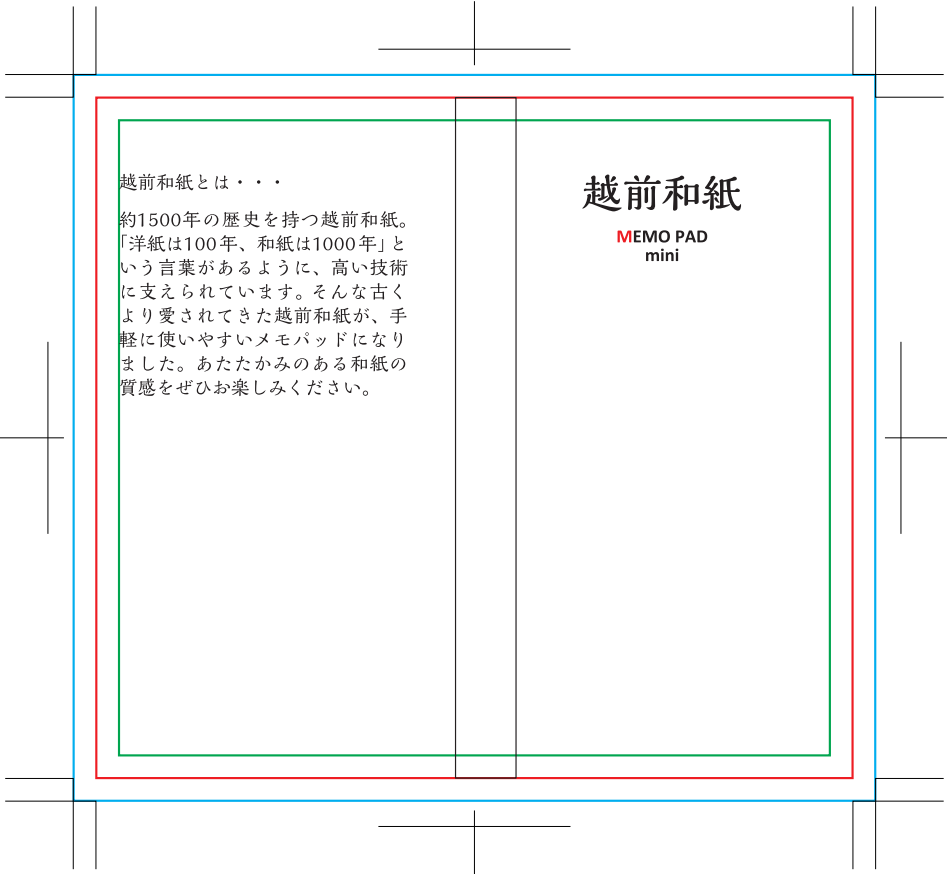 越前和紙とは・・・
約1500年の歴史を持つ越前和紙。
「洋紙は100年、和紙は1000年」と
いう言葉があるように、高い技術
に支えられています。そんな古く
より愛されてきた越前和紙が、手
軽に使いやすいメモパッドになり
ました。あたたかみのある和紙の
質感をぜひお楽しみください。
越前和紙
MEMO PAD
mini